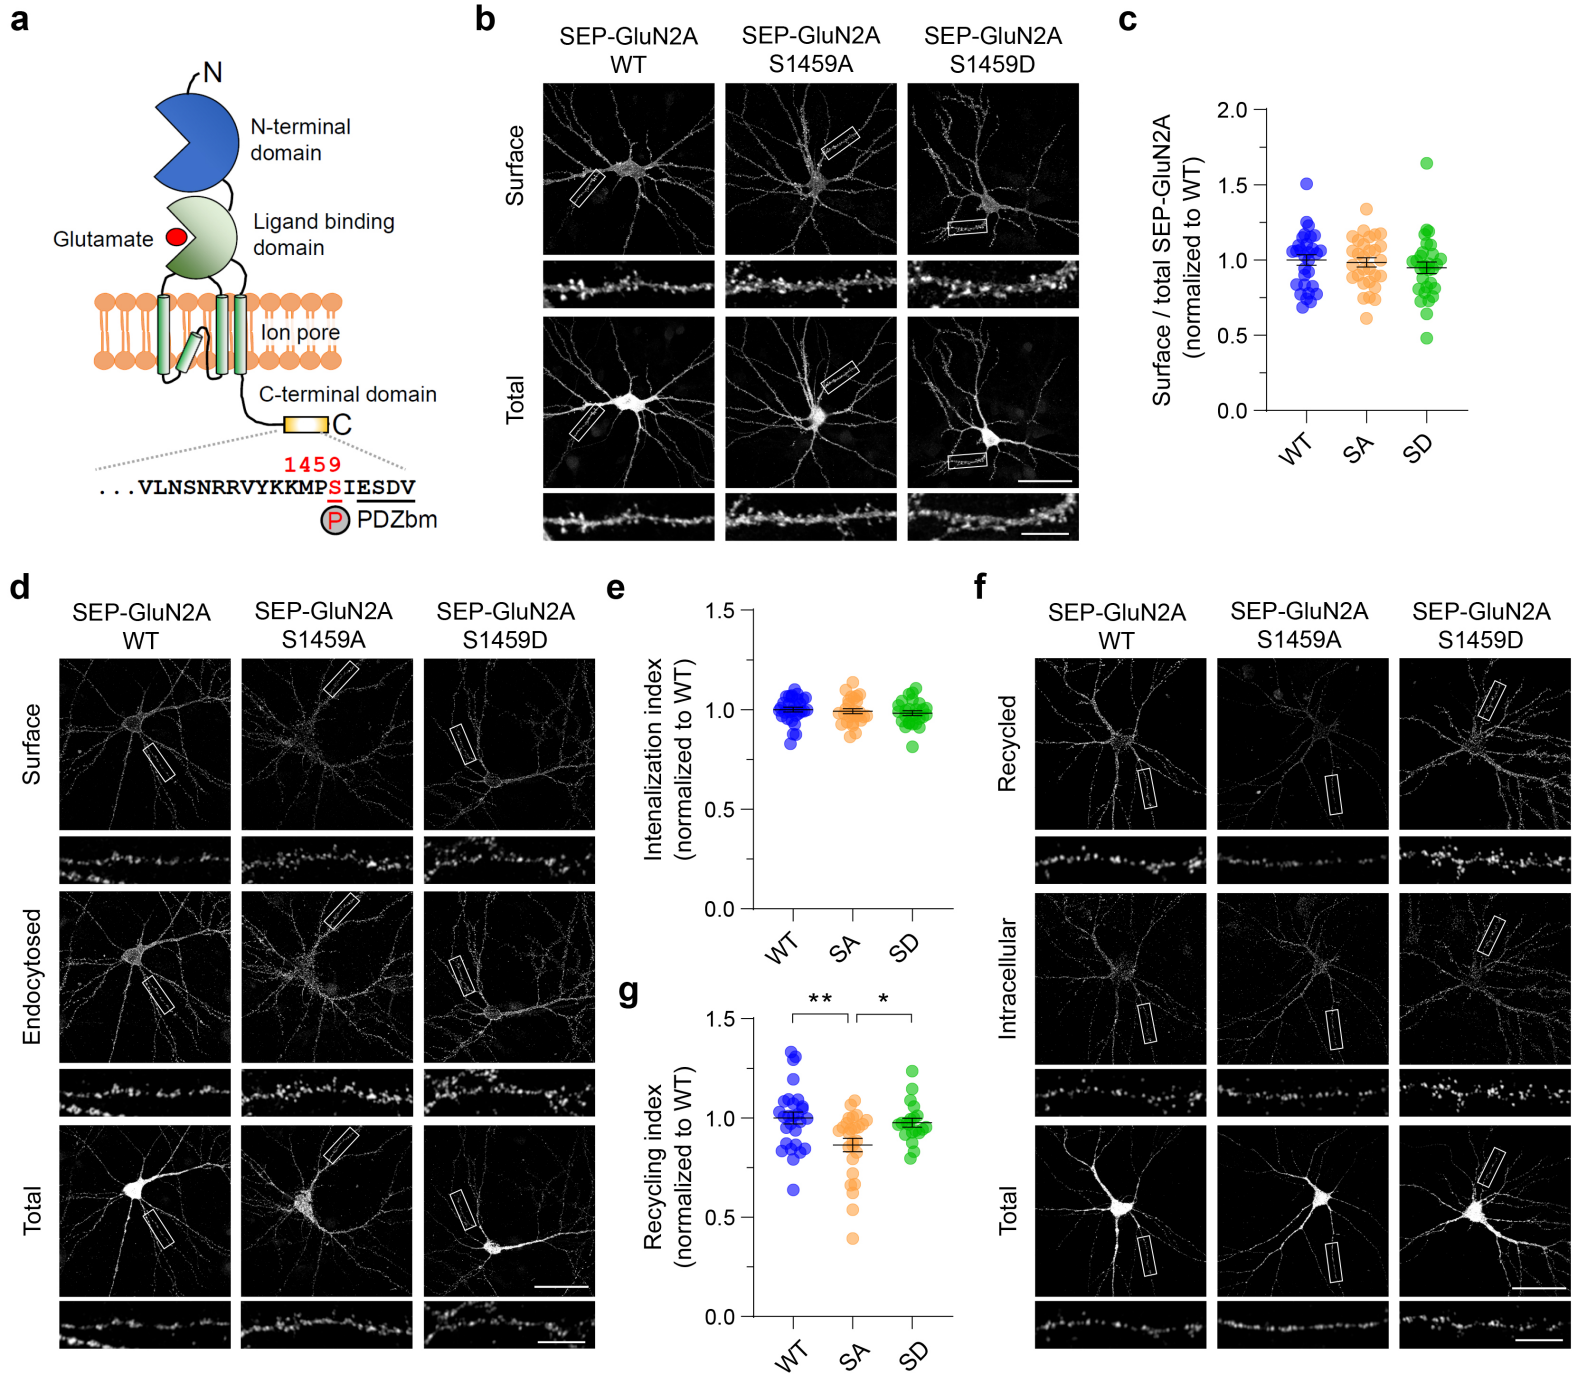 a
N
N-terminal
domain
Glutamate
Ligand binding
domain
Ion pore
C-terminal domain
C
1459
...VLNSNRRVYKKMPSIESDV
P
PDZbm
b
SEP-GluN2A
WT
SEP-GluN2A
S1459A
SEP-GluN2A
S1459D
Surface
Total
c
Surface / total SEP-GluN2A
(normalized to WT)
2.0
1.5
1.0
0.5
0.0
WT
SA
SD
d
SEP-GluN2A
WT
SEP-GluN2A
S1459A
SEP-GluN2A
S1459D
Surface
Endocytosed
Total
e
Intenalization index
(normalized to WT)
1.5
1.0
0.5
0.0
WT
SA
SD
g
Recycling index
(normalized to WT)
** *
1.5
1.0
0.5
0.0
WT
SA
SD
f
SEP-GluN2A
WT
SEP-GluN2A
S1459A
SEP-GluN2A
S1459D
Recycled
Intracellular
Total